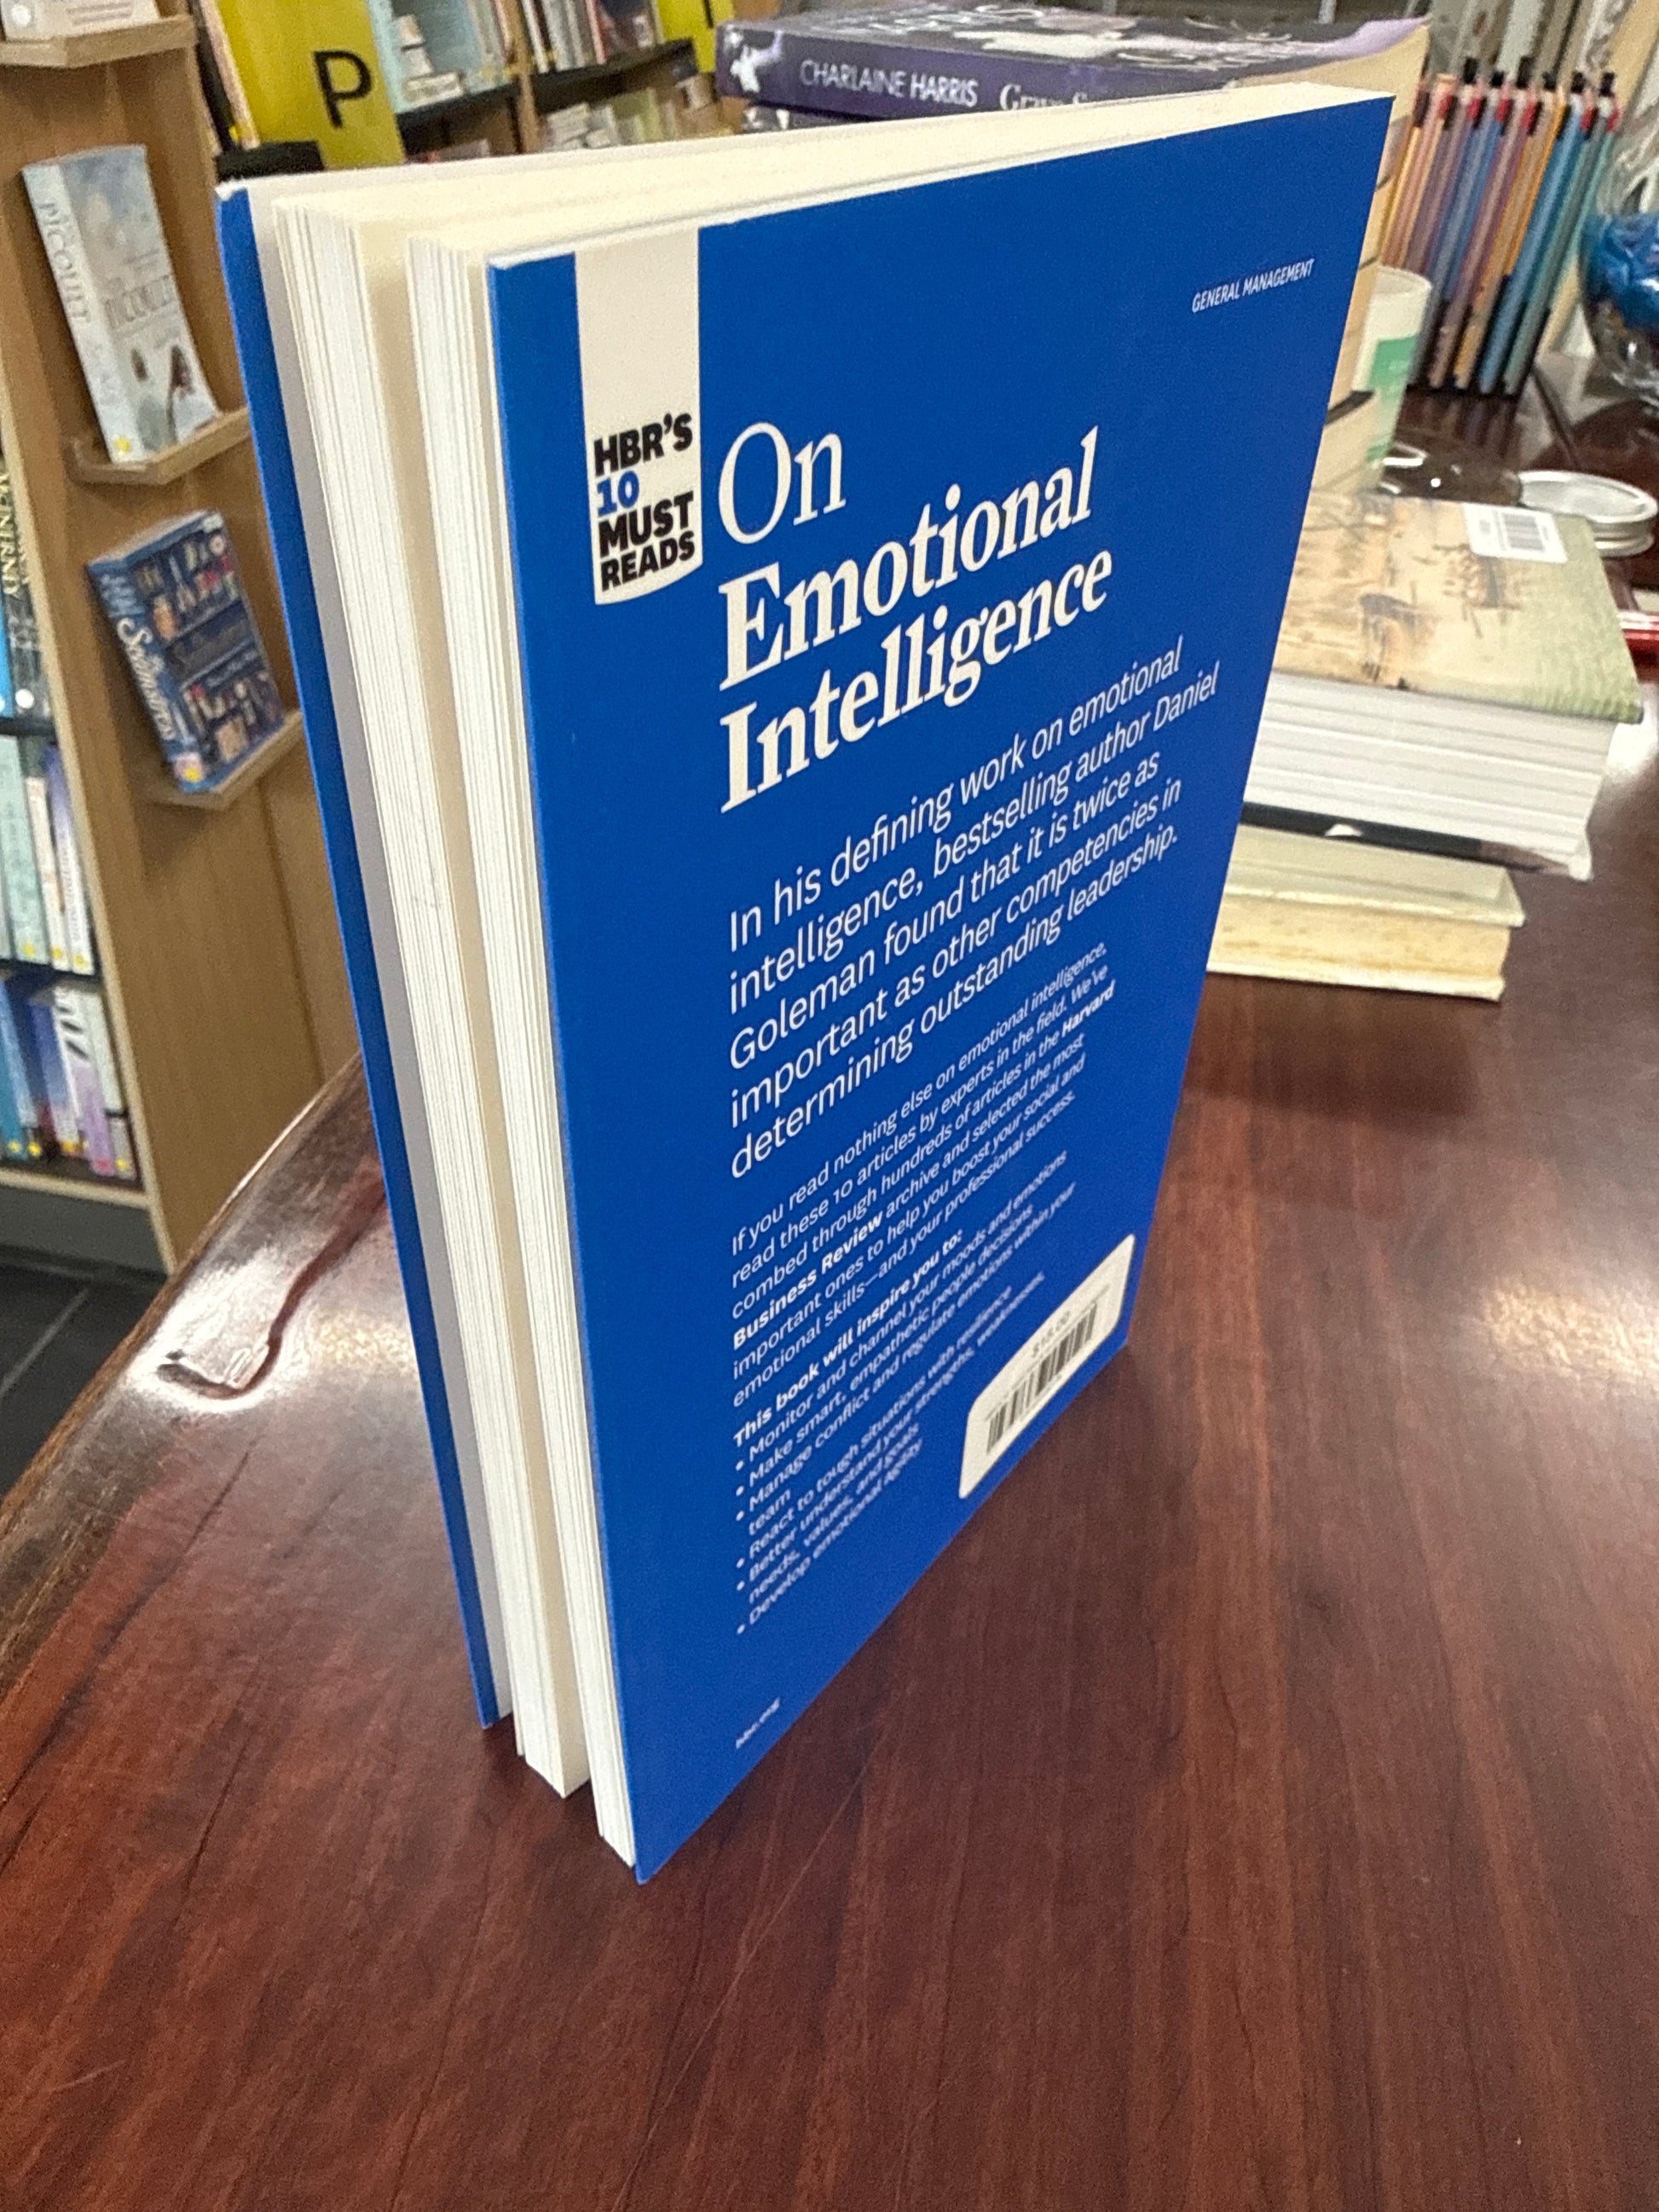 P
CHARLAINE HARRIS
PICOULT
PICOULT
GENERAL MANAGEMENT
HBR'S
10
MUST
READS
On
Emotional
Intelligence
In his defining work on emotional
intelligence, bestselling author Daniel
Goleman found that it is twice as
important as other competencies in
determining outstanding leadership.
If you read nothing else on emotional intelligence,
read these 10 articles by experts in the field. We've
combed through hundreds of articles in the Harvard
Business Review archive and selected the most
important ones to help you boost your social and
emotional skills—and your professional success.
This book will inspire you to:
• Monitor and channel your moods and emotions
• Make smart, empathetic people decisions
• Manage conflict and regulate emotions within your
team
• React to tough situations with resilience
• Better understand your strengths, weaknesses,
needs, values, and goals
• Develop emotional agility
hbr.org